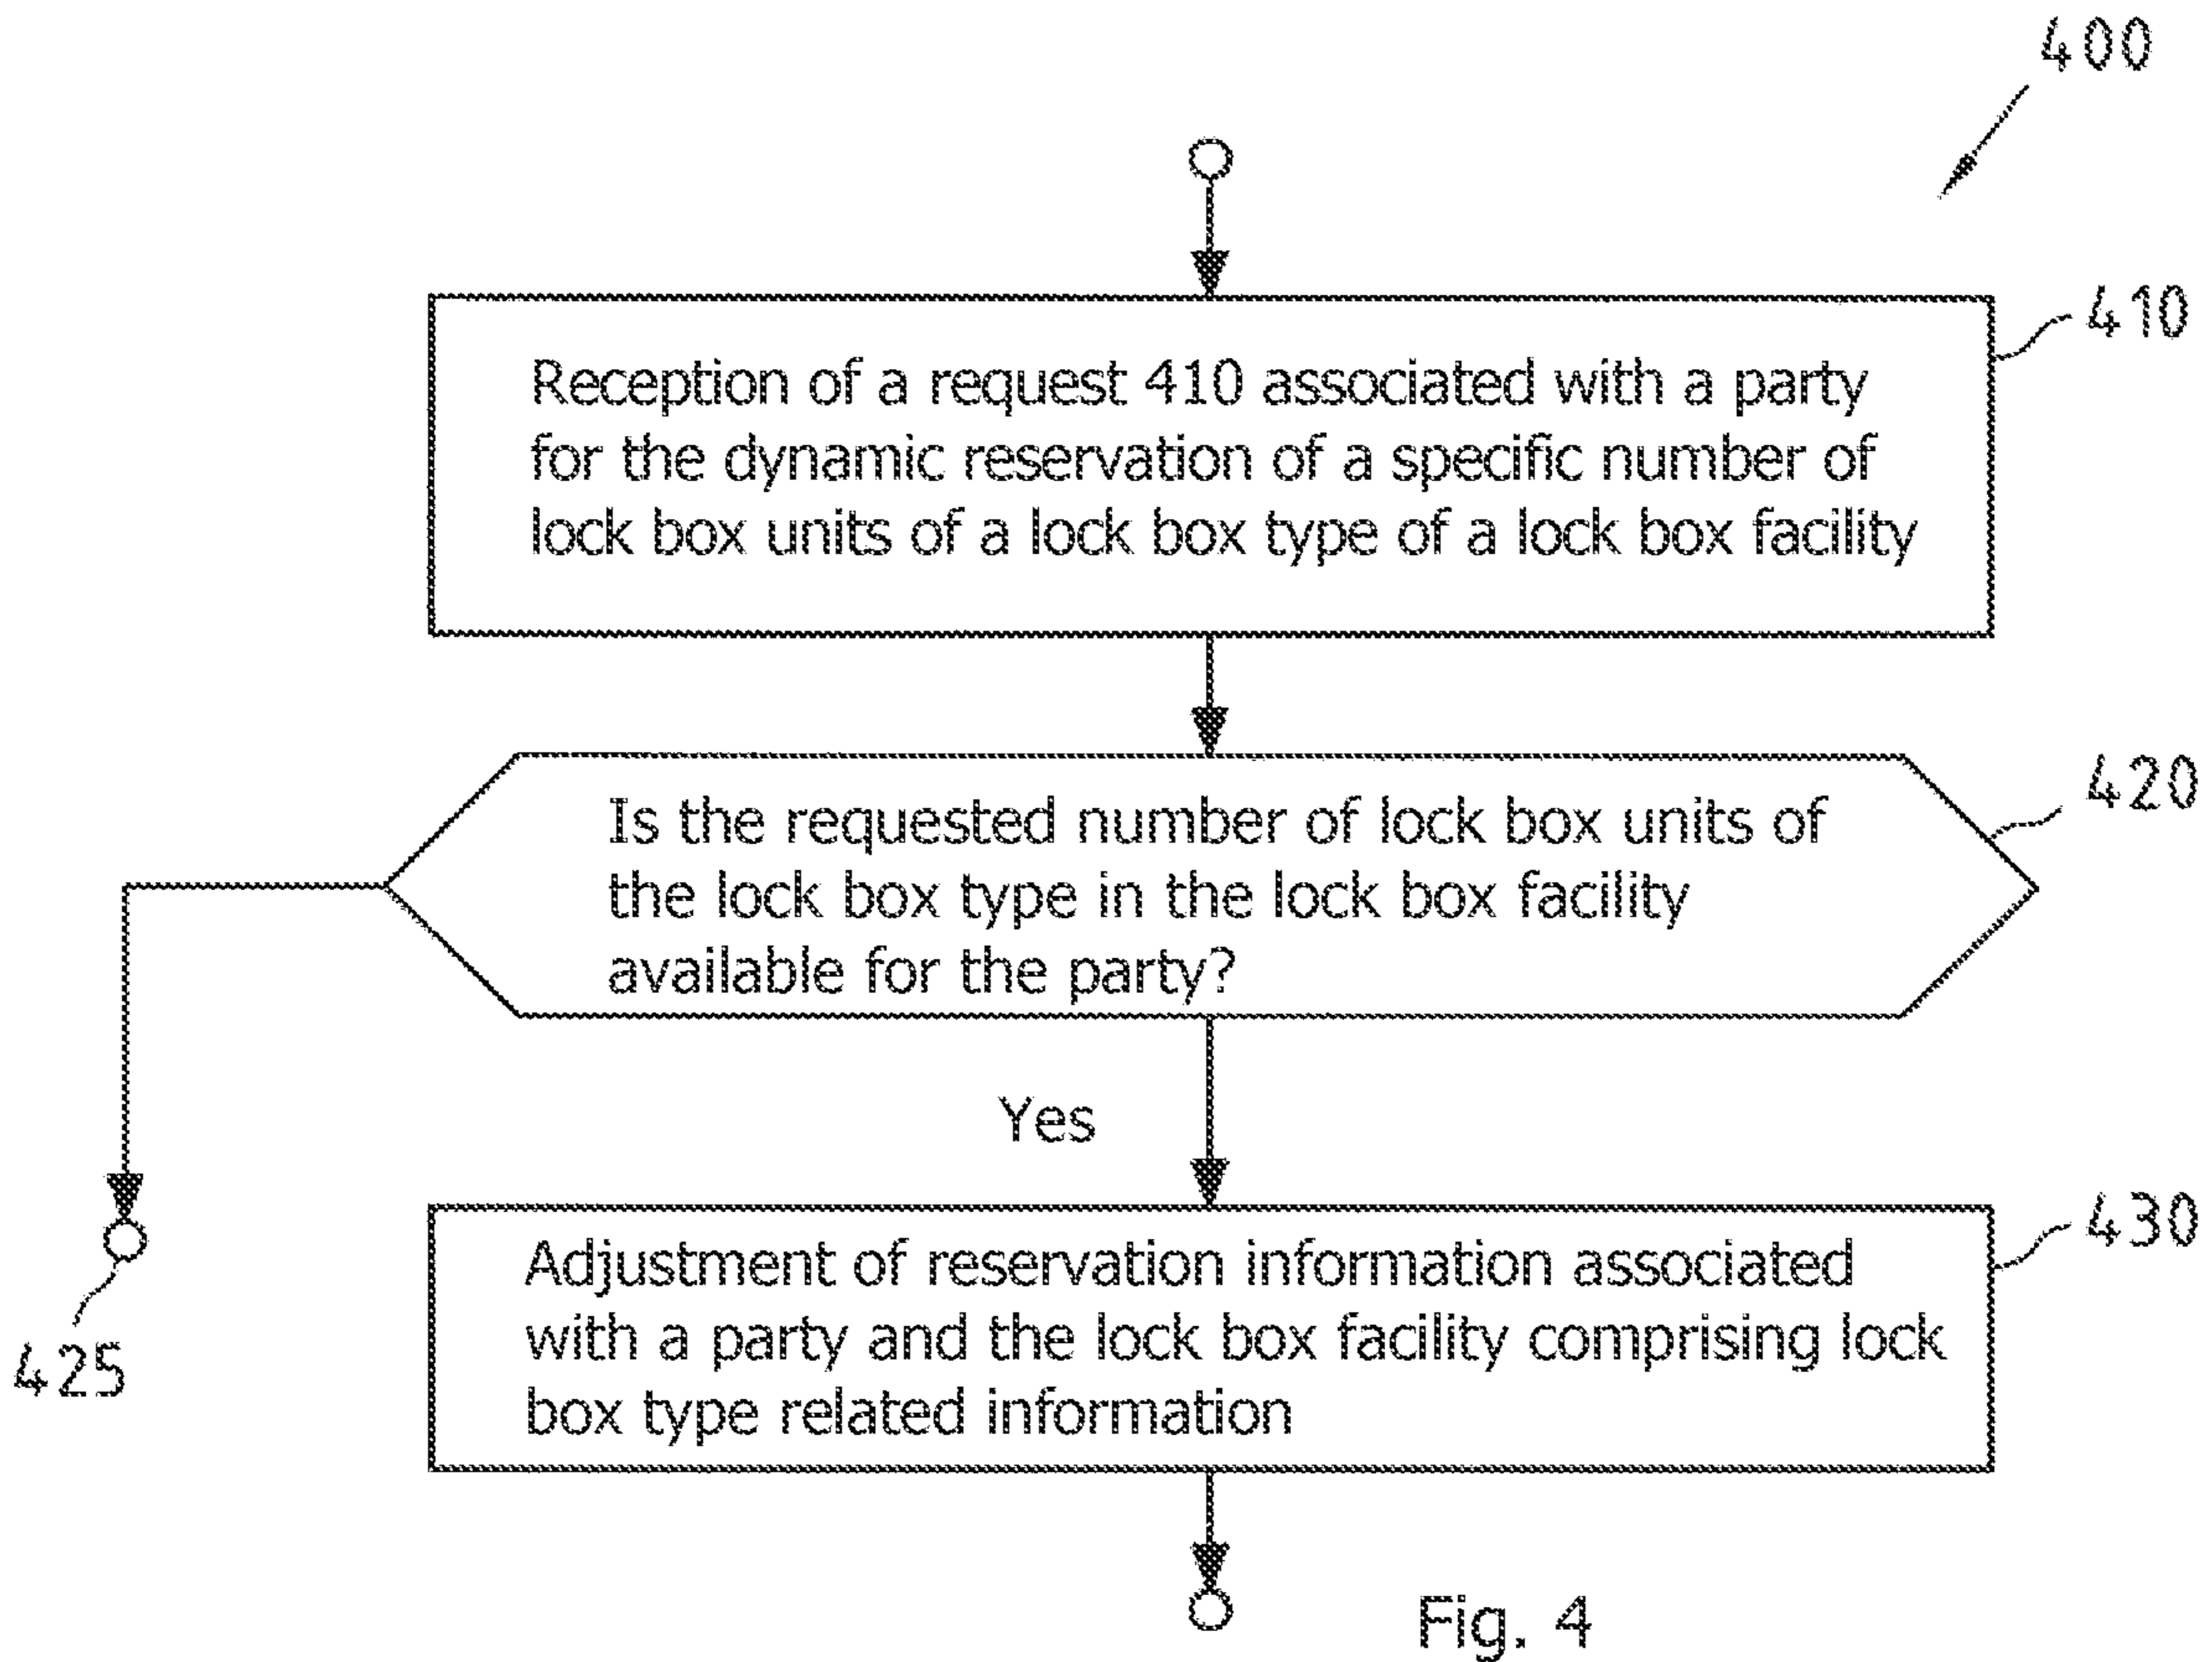 400
410
Reception of a request 410 associated with a party
for the dynamic reservation of a specific number of
lock box units of a lock box type of a lock box facility
420
Is the requested number of lock box units of
the lock box type in the lock box facility
available for the party?
Yes
430
Adjustment of reservation information associated
with a party and the lock box facility comprising lock
box type related information
425
Fig. 4